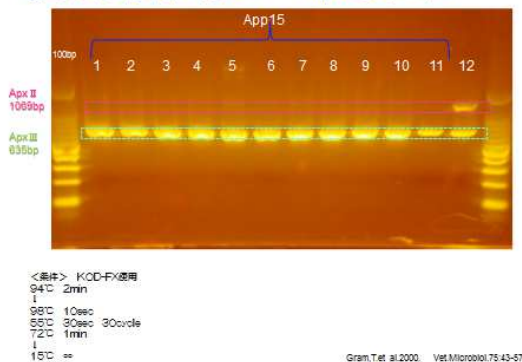 App15
100bp
1 2 3 4 5 6 7 8 9 10 11 12
ApxⅡ
1069bp
ApxⅢ
635bp
<条件> KOD-FX使用
94℃ 2min
↓
98℃ 10sec
55℃ 30sec 30cycle
72℃ 1min
↓
15℃ ∞
Gram,T.et al.2000. Vet.Microbiol.75:43-57